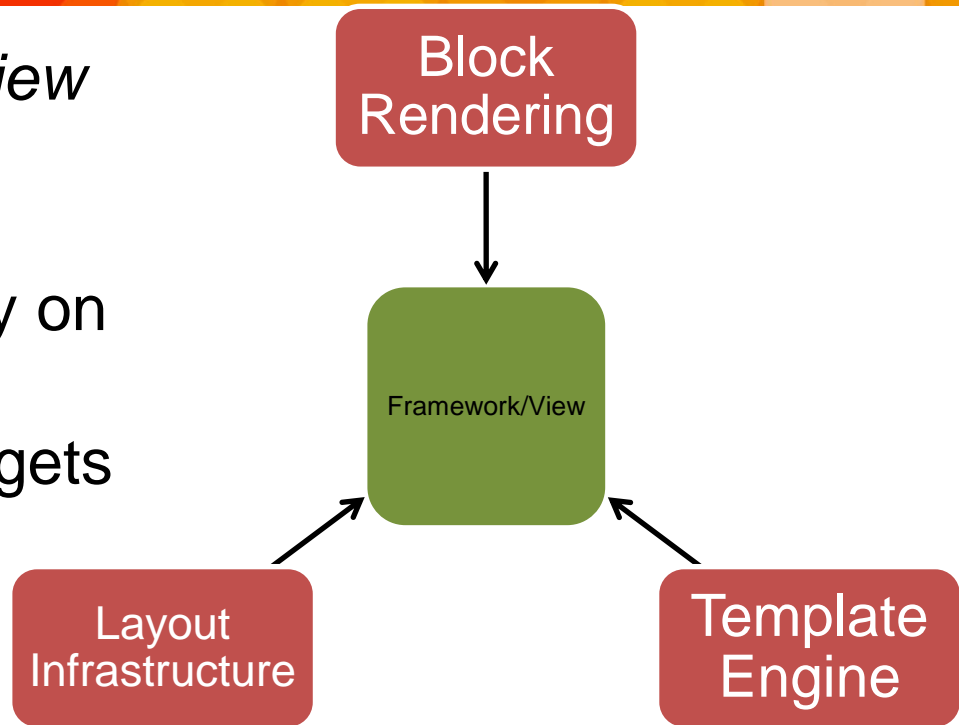 iew
Block
Rendering
y on
Framework/View
gets
Layout
Infrastructure
Template
Engine